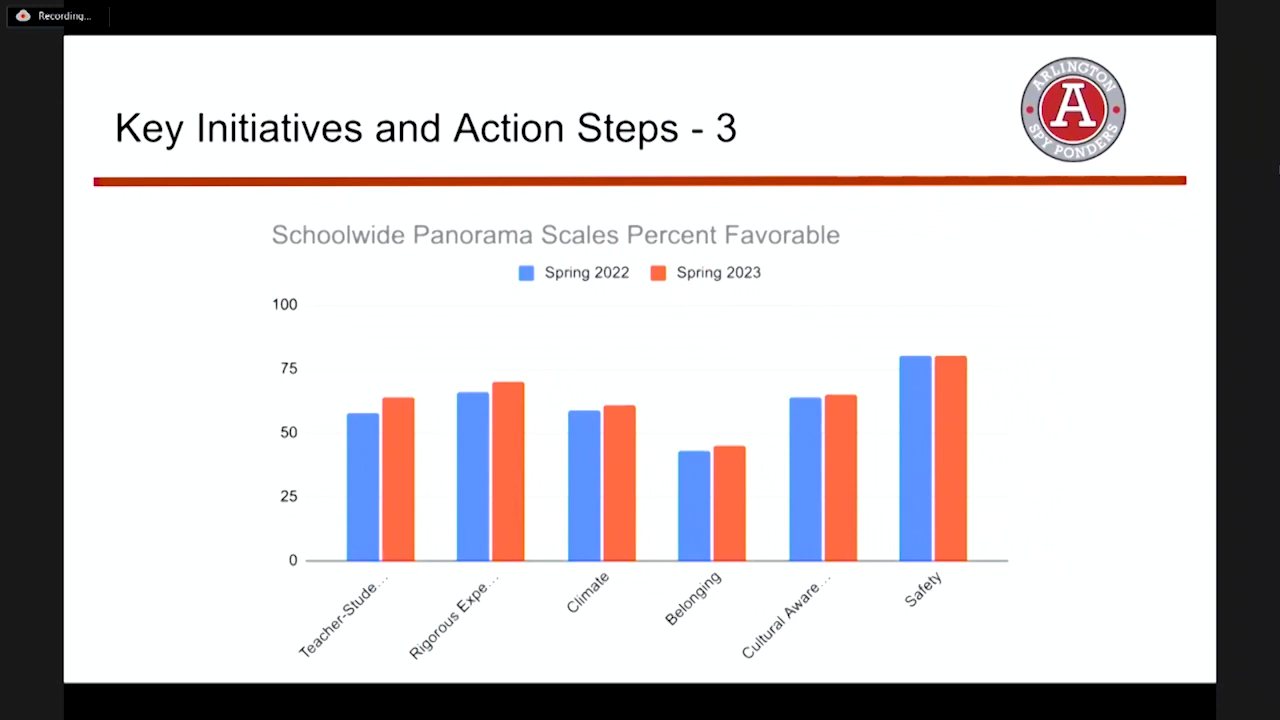 Recording...
ARLINGTON
A
SPY PONDERS
Key Initiatives and Action Steps - 3
Schoolwide Panorama Scales Percent Favorable
Spring 2022 Spring 2023
100
75
50
25
0
Teacher-Stude...
Rigorous Expe...
Climate
Belonging
Cultural Aware...
Safety